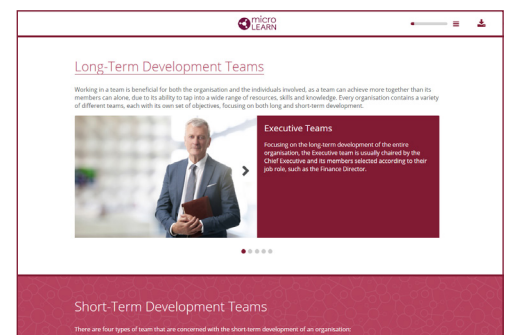 micro
LEARN
Long-Term Development Teams
Working in a team is beneficial for both the organisation and the individuals involved, as a team can achieve more together than its
members can alone, due to its ability to tap into a wide range of resources, skills and knowledge. Every organisation contains a variety
of different teams, each with its own set of objectives, focusing on both long and short-term development.
Executive Teams
Focusing on the long-term development of the entire
organisation, the Executive team is usually chaired by the
Chief Executive and its members selected according to their
job role, such as the Finance Director.
Short-Term Development Teams
There are four types of team that are concerned with the short-term development of an organisation: